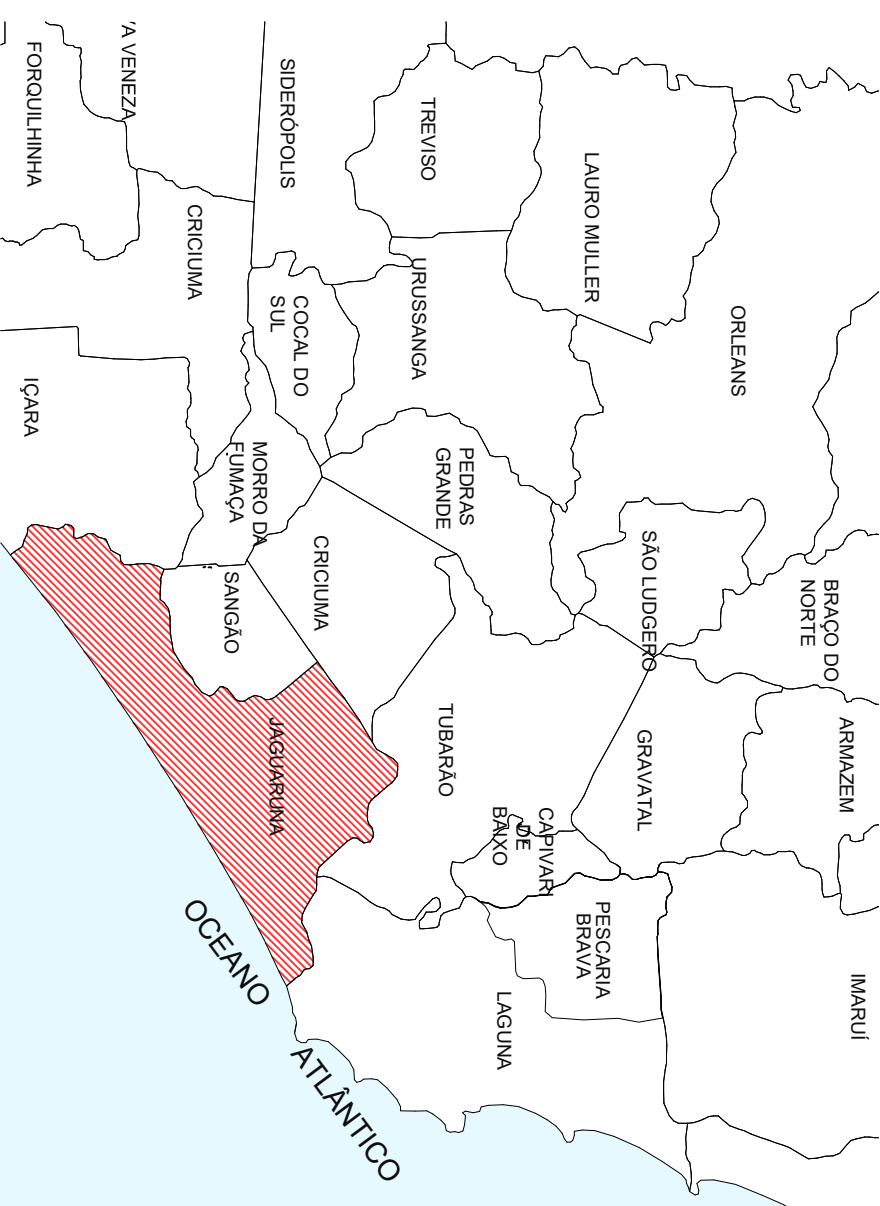 BRAÇO DO
NORTE
ARMAZEM
IMARUÍ
ORLEANS
LAURO MULLER
SÃO LUDGERO
GRAVATAL
PESCARIA
BRAVA
CAPIVARI
DE
BAIXO
LAGUNA
TREVISO
URUSSANGA
PEDRAS
GRANDE
TUBARÃO
SIDERÓPOLIS
COCAL DO
SUL
CRICIUMA
JAGUARUNA
MORRO DA
FUMAÇA
SANGÃO
CRICIUMA
'A VENEZA
FORQUILHINHA
IÇARA
OCEANO ATLÂNTICO